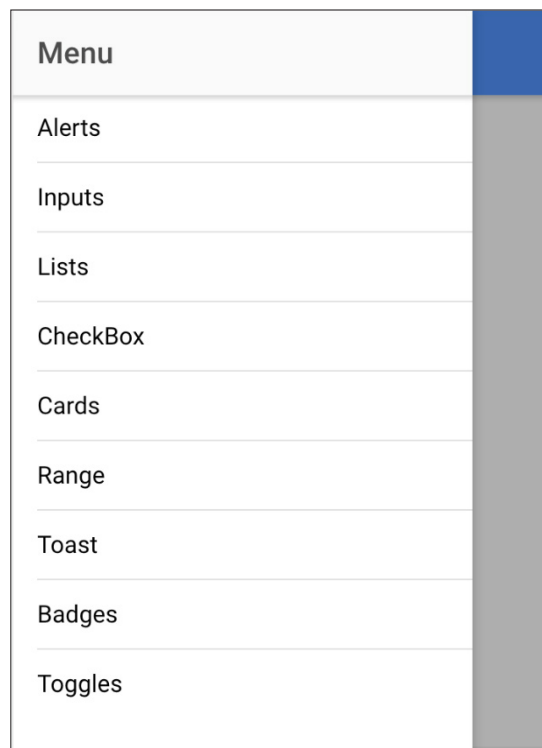 Menu
Alerts
Inputs
Lists
CheckBox
Cards
Range
Toast
Badges
Toggles